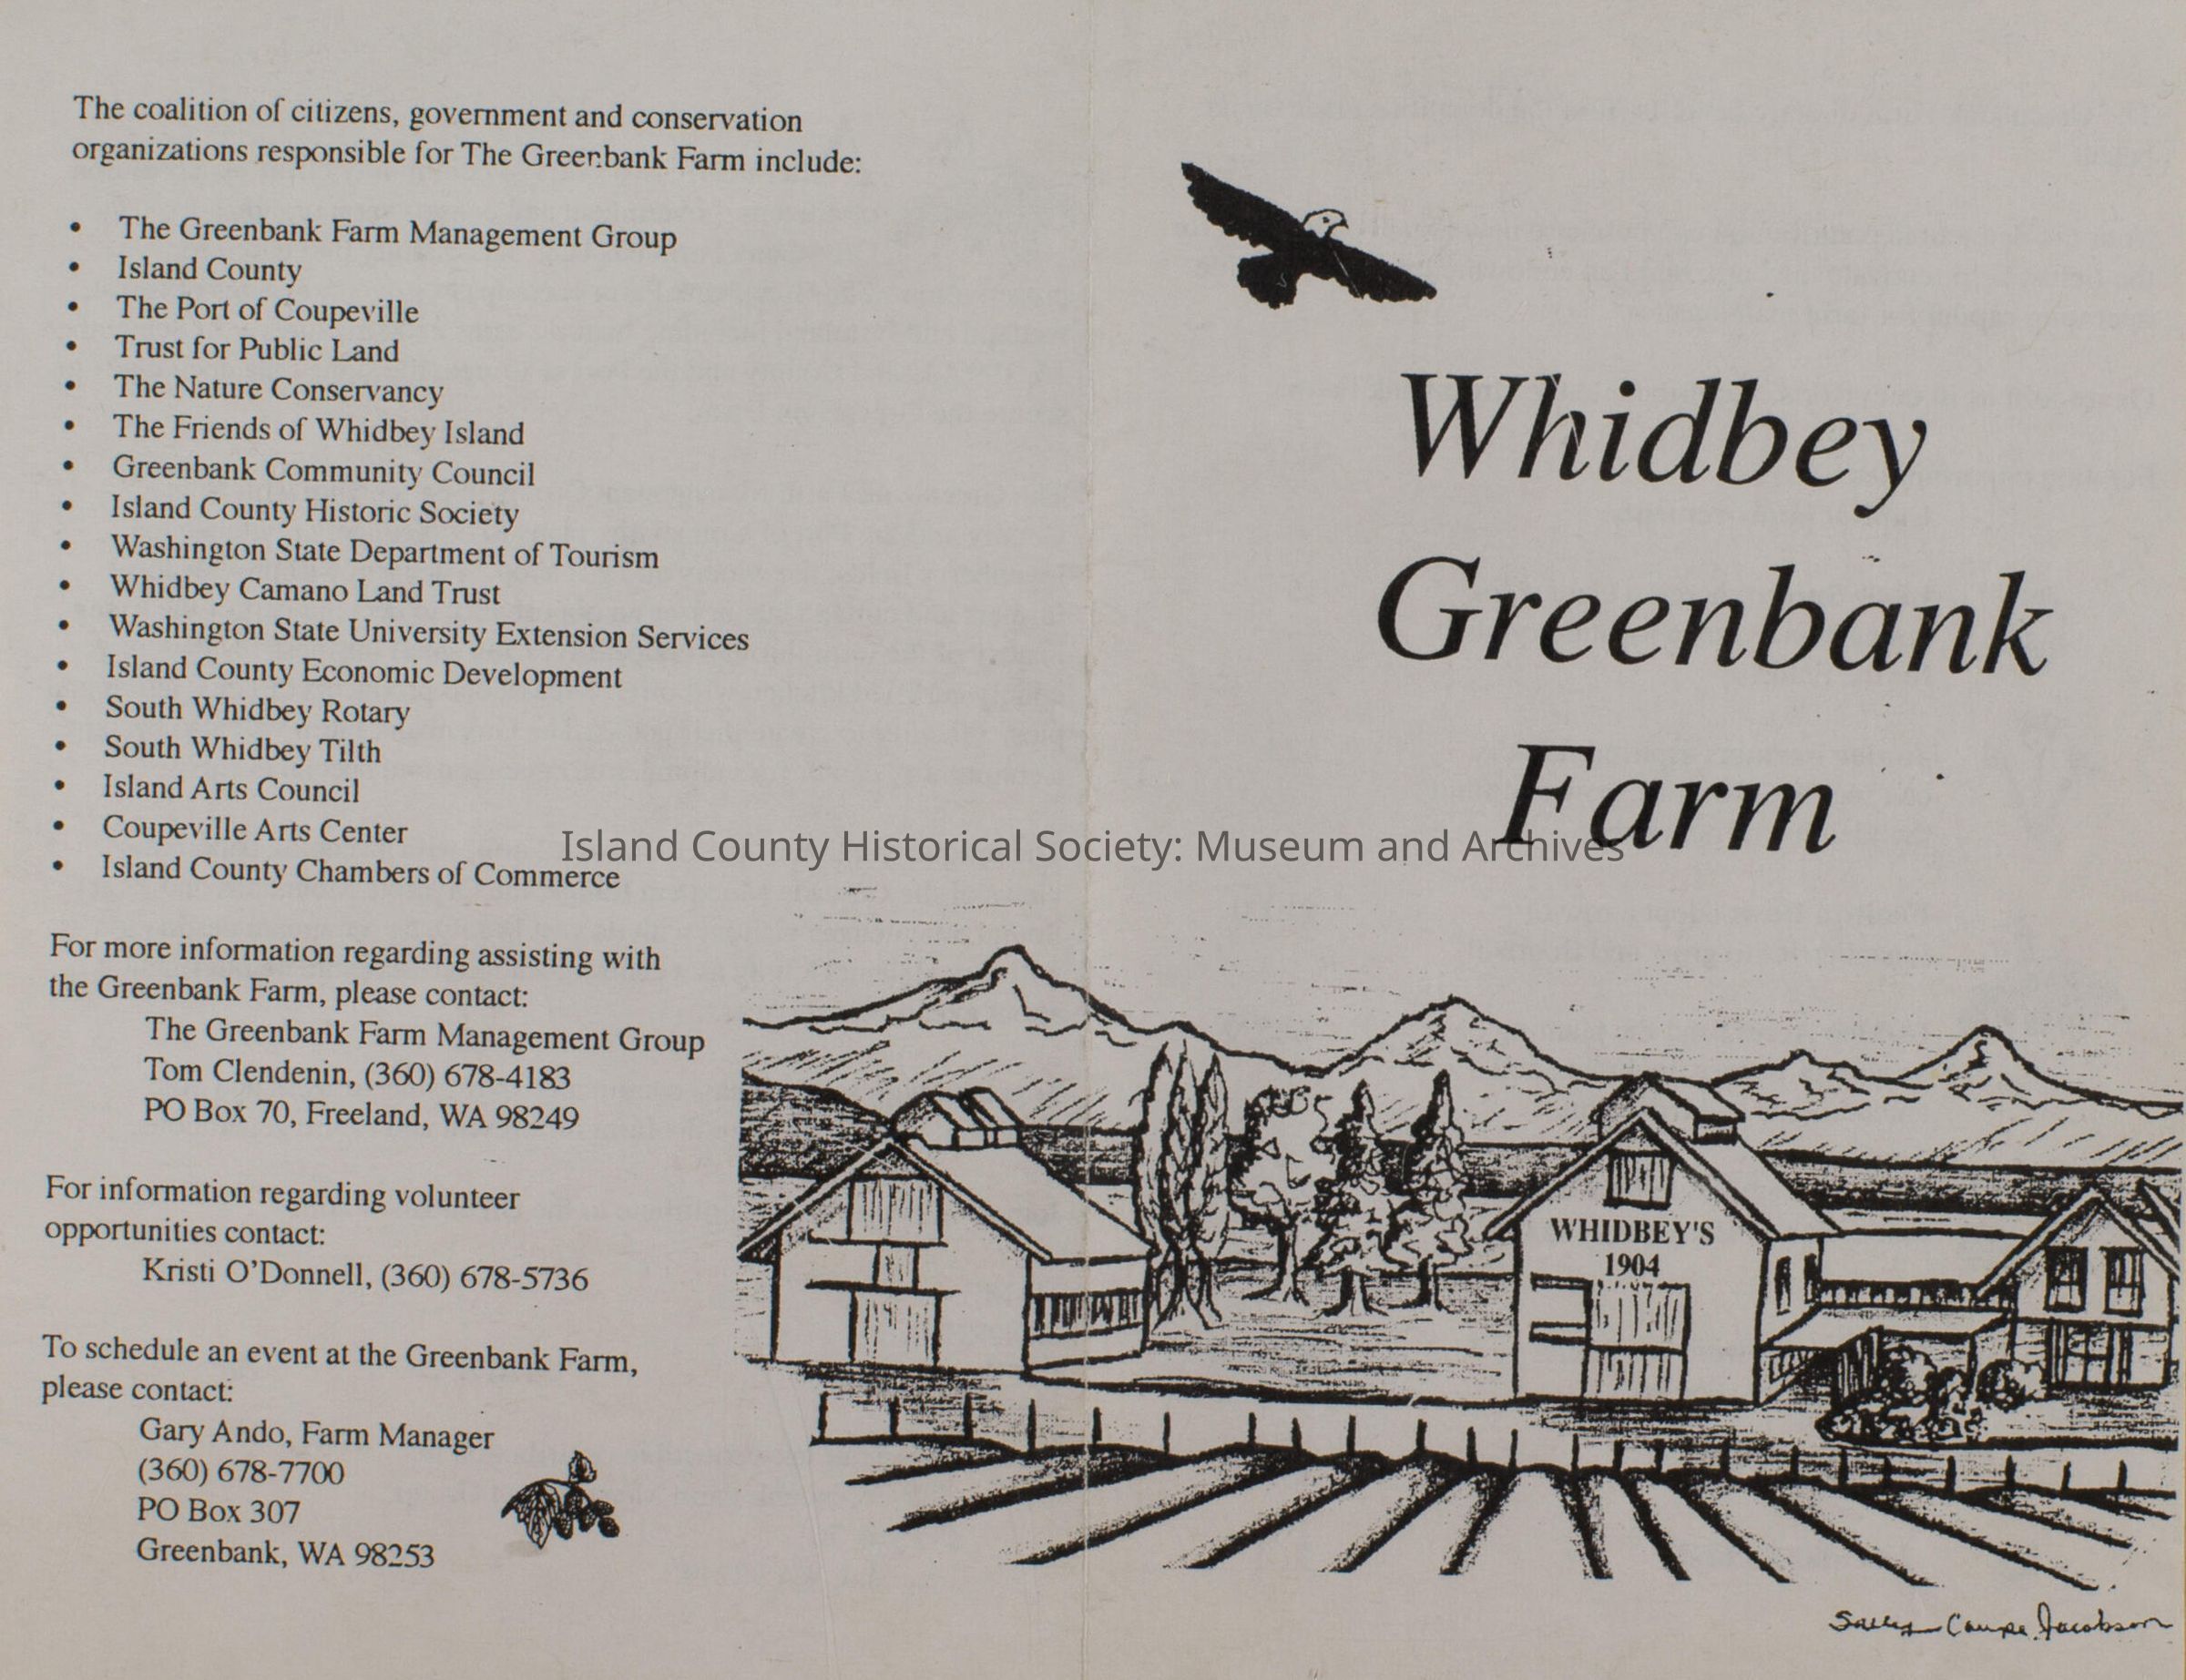 The coalition of citizens, government and conservation
organizations responsible for The Greenbank Farm include:
• The Greenbank Farm Management Group
• Island County
• The Port of Coupeville
• Trust for Public Land
• The Nature Conservancy
• The Friends of Whidbey Island
• Greenbank Community Council
• Island County Historic Society
• Washington State Department of Tourism
• Whidbey Camano Land Trust
• Washington State University Extension Services
• Island County Economic Development
• South Whidbey Rotary
• South Whidbey Tilth
• Island Arts Council
• Coupeville Arts Center
• Island County Chambers of Commerce
For more information regarding assisting with
the Greenbank Farm, please contact:
The Greenbank Farm Management Group
Tom Clendenin, (360) 678-4183
PO Box 70, Freeland, WA 98249
For information regarding volunteer
opportunities contact:
Kristi O'Donnell, (360) 678-5736
To schedule an event at the Greenbank Farm,
please contact:
Gary Ando, Farm Manager
(360) 678-7700
PO Box 307
Greenbank, WA 98253
Whidbey
Greenbank
Farm
Island County Historical Society: Museum and Archives
WHIDBEY'S
1904
Sally Coupe Jacobson